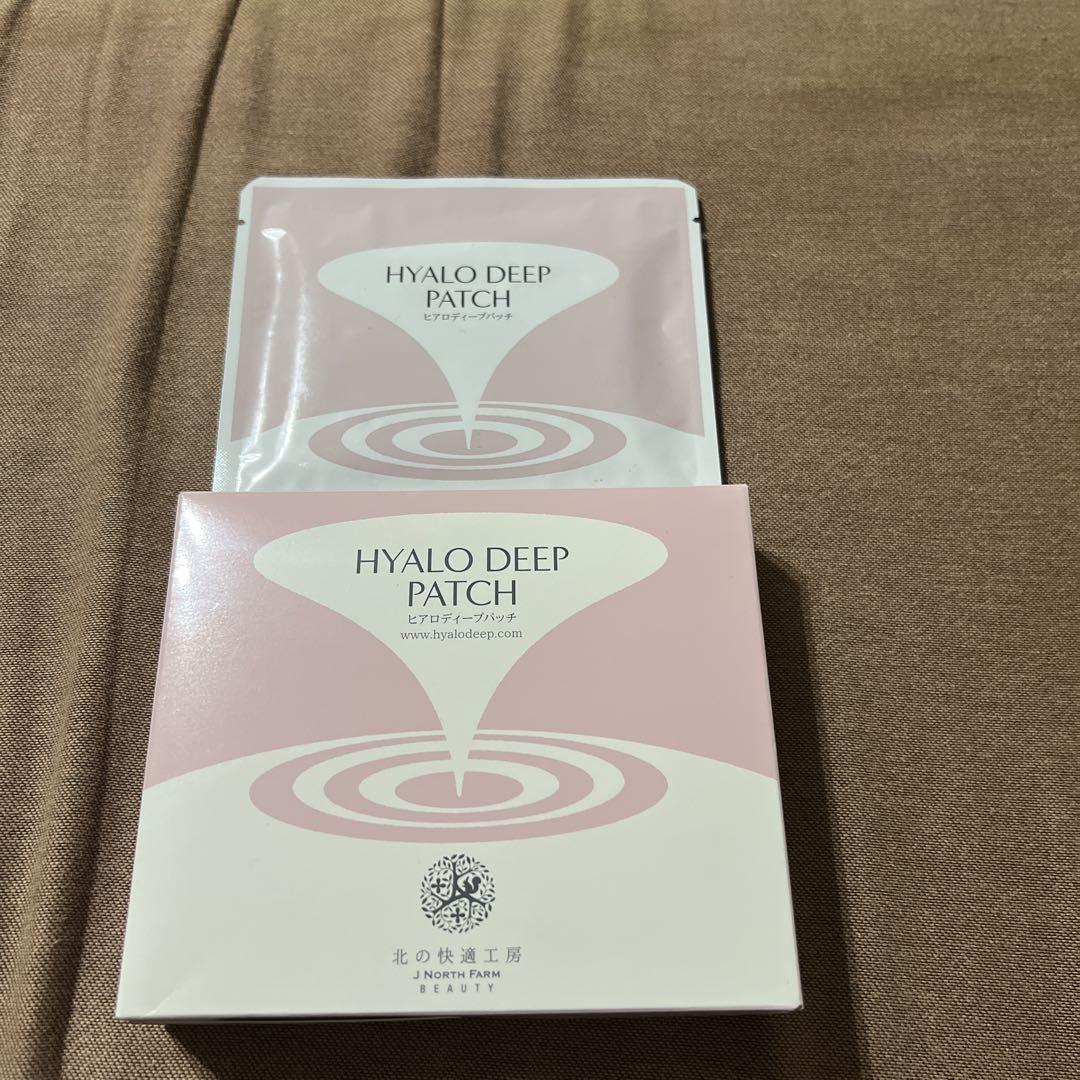 HYALO DEEP
PATCH
ヒアロディープパッチ
HYALO DEEP
PATCH
ヒアロディープパッチ
www.hyalodeep.com
北の快適工房
J NORTH FARM
BEAUTY